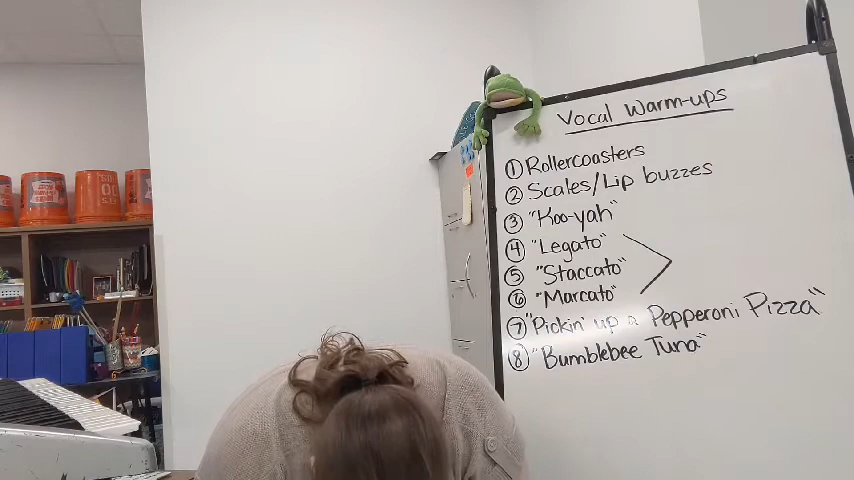 Vocal Warm-ups
① Rollercoasters
② Scales/Lip buzzes
③ "Koo-yah"
④ "Legato"
⑤ "Staccato"
⑥ "Marcato"
⑦ "Pickin' up a Pepperoni Pizza"
⑧ "Bumblebee Tuna"